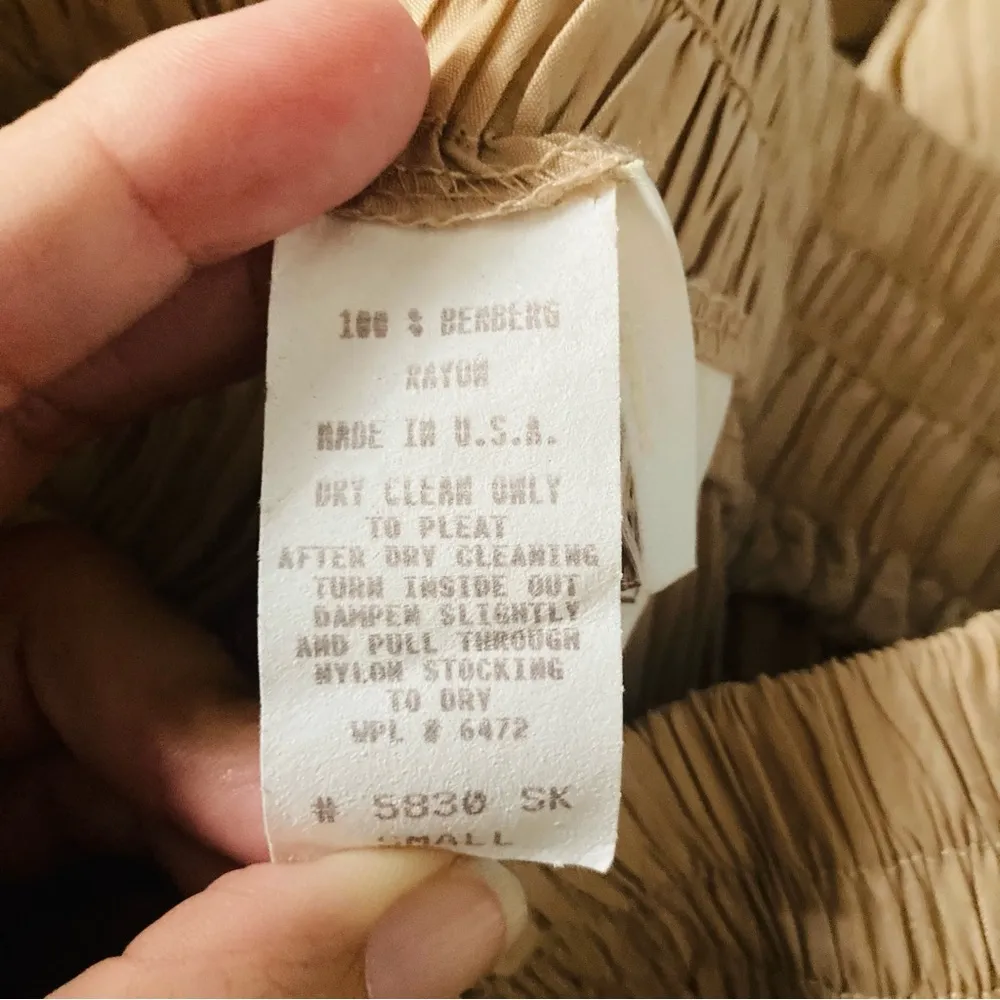 100 % BEMBERG
RAYON
MADE IN U.S.A.
DRY CLEAN ONLY
TO PLEAT
AFTER DRY CLEANING
TURN INSIDE OUT
DAMPEN SLIGHTLY
AND PULL THROUGH
NYLON STOCKING
TO DRY
WPL # 6472
# 5830 SK
SMALL